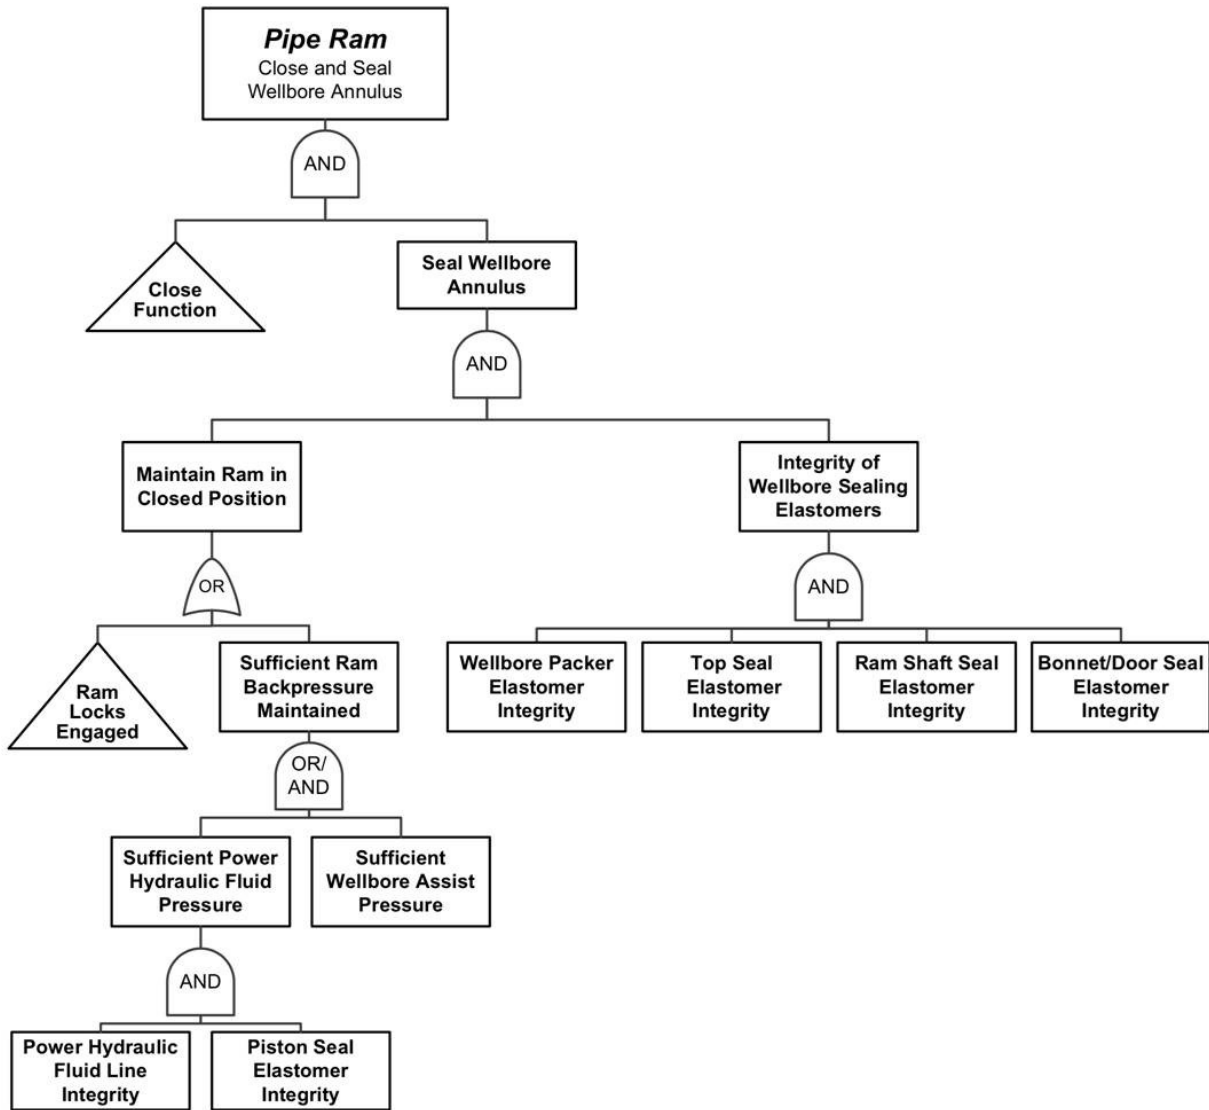 Pipe Ram
Close and Seal
Wellbore Annulus
AND
Close
Function
Seal Wellbore
Annulus
AND
Maintain Ram in
Closed Position
Integrity of
Wellbore Sealing
Elastomers
OR
AND
Ram
Locks
Engaged
Sufficient Ram
Backpressure
Maintained
Wellbore Packer
Elastomer
Integrity
Top Seal
Elastomer
Integrity
Ram Shaft Seal
Elastomer
Integrity
Bonnet/Door Seal
Elastomer
Integrity
OR/
AND
Sufficient Power
Hydraulic Fluid
Pressure
Sufficient
Wellbore Assist
Pressure
AND
Power Hydraulic
Fluid Line
Integrity
Piston Seal
Elastomer
Integrity